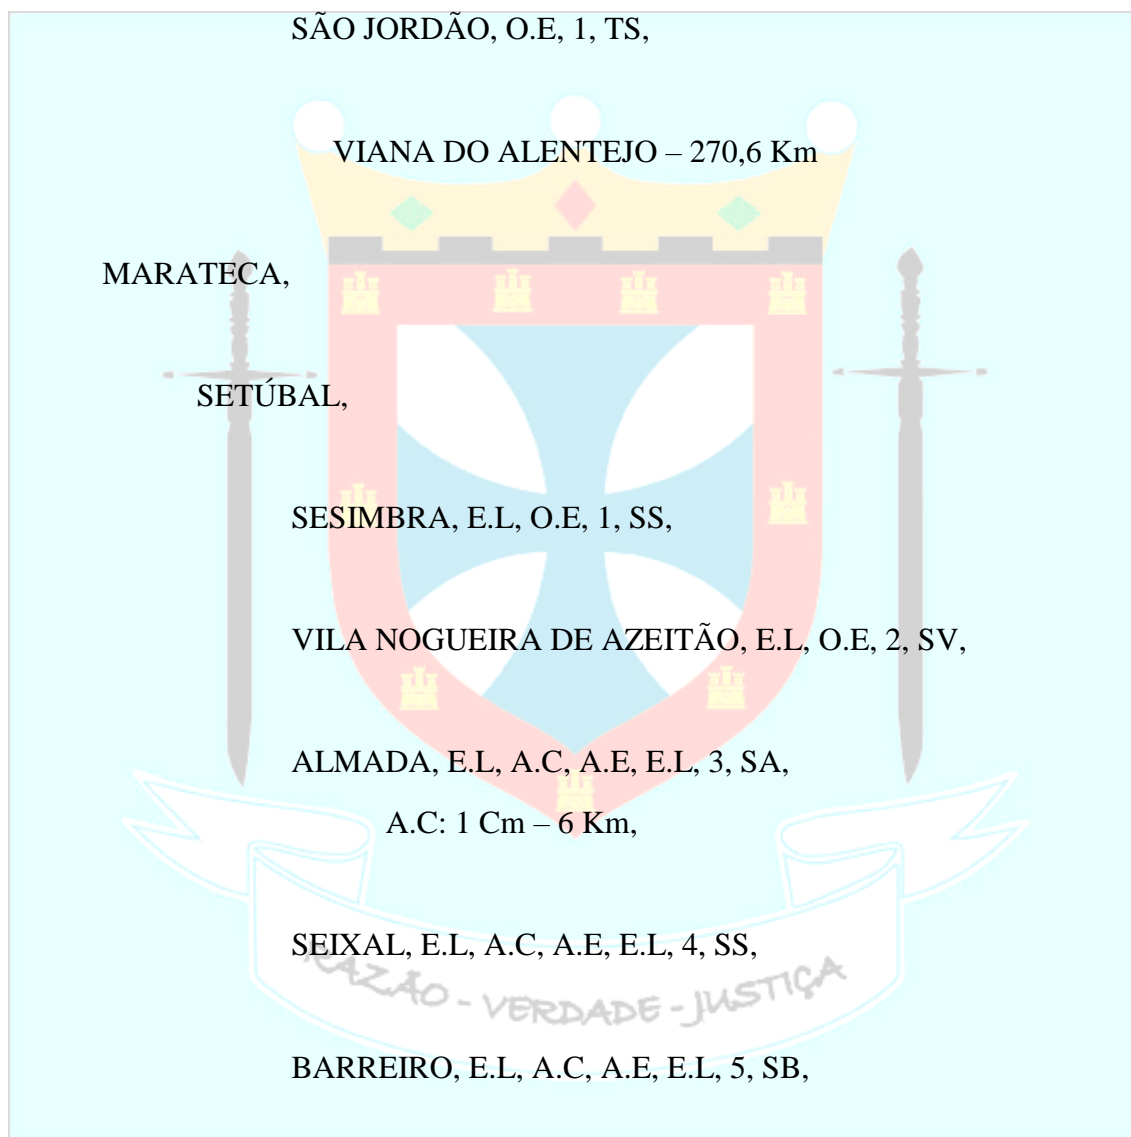 SÃO JORDÃO, O.E, 1, TS,
VIANA DO ALENTEJO – 270,6 Km
MARATECA,
SETÚBAL,
SESIMBRA, E.L, O.E, 1, SS,
VILA NOGUEIRA DE AZEITÃO, E.L, O.E, 2, SV,
ALMADA, E.L, A.C, A.E, E.L, 3, SA,
A.C: 1 Cm – 6 Km,
SEIXAL, E.L, A.C, A.E, E.L, 4, SS,
RAZÃO - VERDADE - JUSTIÇA
BARREIRO, E.L, A.C, A.E, E.L, 5, SB,